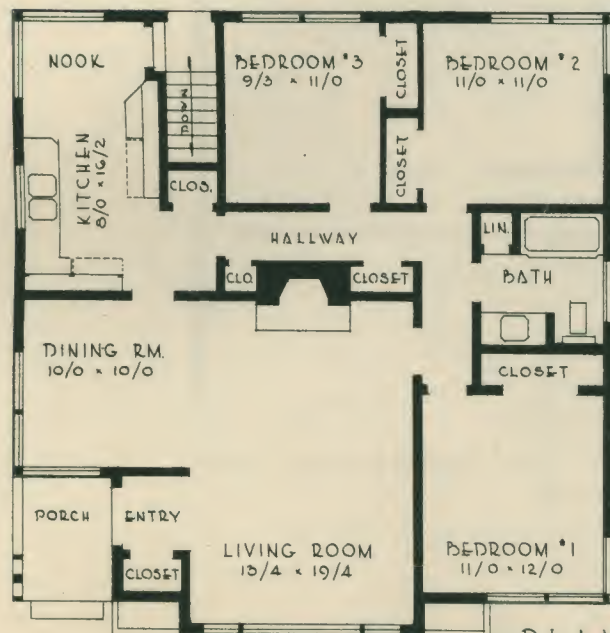 NOOK
BEDROOM #3
9/3 x 11/0
CLOSET
BEDROOM #2
11/0 x 11/0
DOWN
CLOSET
KITCHEN
8/0 x 16/2
CLOS.
HALLWAY
LIN.
BATH
CLO.
CLOSET
DINING RM.
10/0 x 10/0
CLOSET
PORCH
ENTRY
LIVING ROOM
13/4 x 19/4
BEDROOM #1
11/0 x 12/0
CLOSET